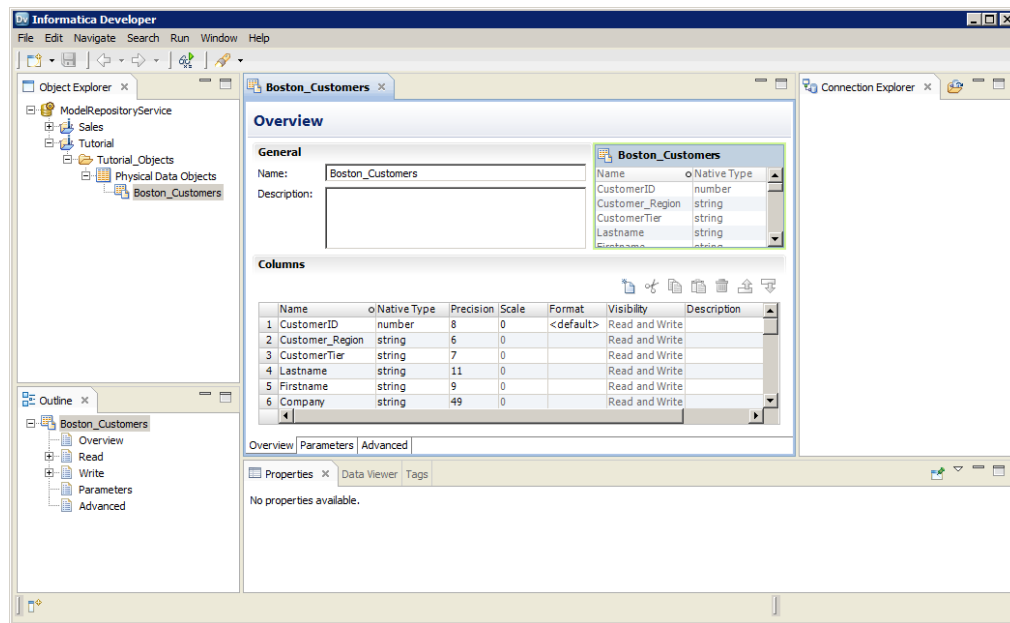 Informatica Developer
File Edit Navigate Search Run Window Help
Object Explorer
ModelRepositoryService
Sales
Tutorial
Tutorial_Objects
Physical Data Objects
Boston_Customers
Outline
Boston_Customers
Overview
Read
Write
Parameters
Advanced
Boston_Customers
Overview
General
Name: Boston_Customers
Description:
Boston_Customers
Name Native Type
CustomerID number
Customer_Region string
CustomerTier string
Lastname string
Firstname string
Columns
Name Native Type Precision Scale Format Visibility Description
1 CustomerID number 8 0 <default> Read and Write
2 Customer_Region string 6 0 Read and Write
3 CustomerTier string 7 0 Read and Write
4 Lastname string 11 0 Read and Write
5 Firstname string 9 0 Read and Write
6 Company string 49 0 Read and Write
Overview Parameters Advanced
Properties Data Viewer Tags
No properties available.
Connection Explorer